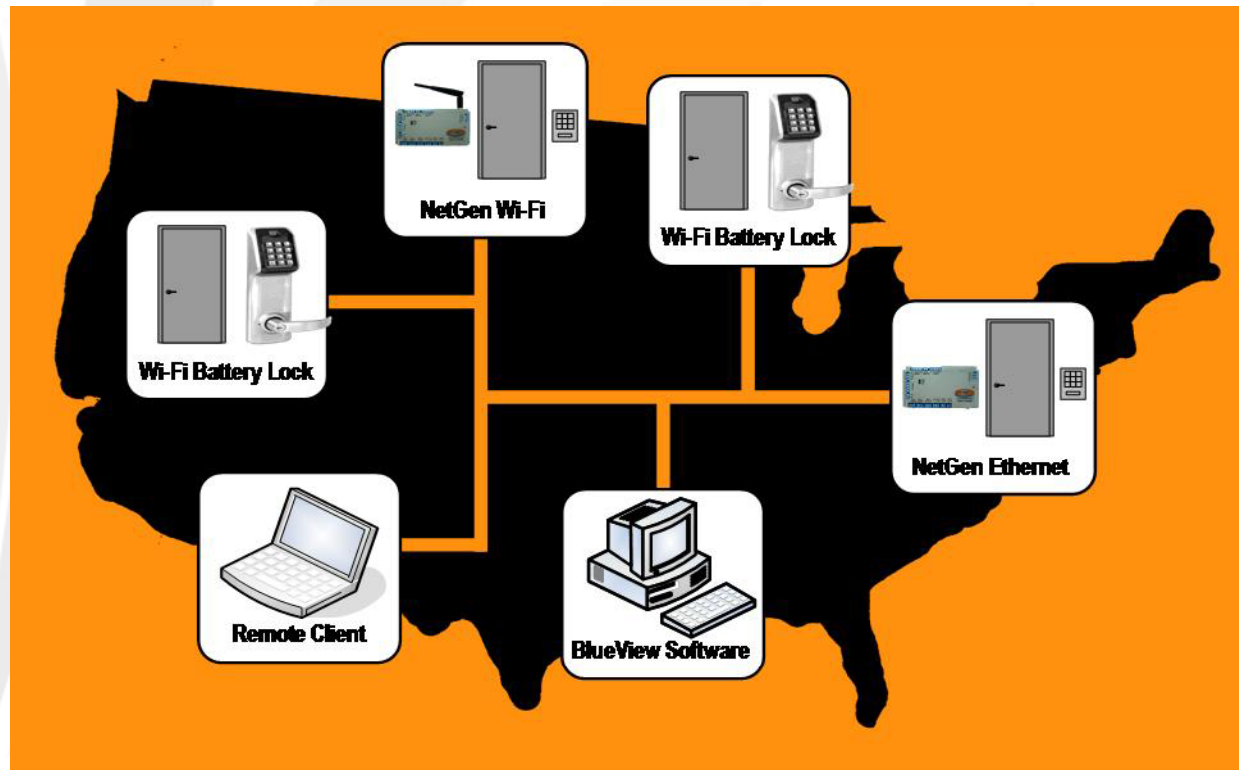 NetGen Wi-Fi
Wi-Fi Battery Lock
Wi-Fi Battery Lock
NetGen Ethernet
Remote Client
BlueView Software